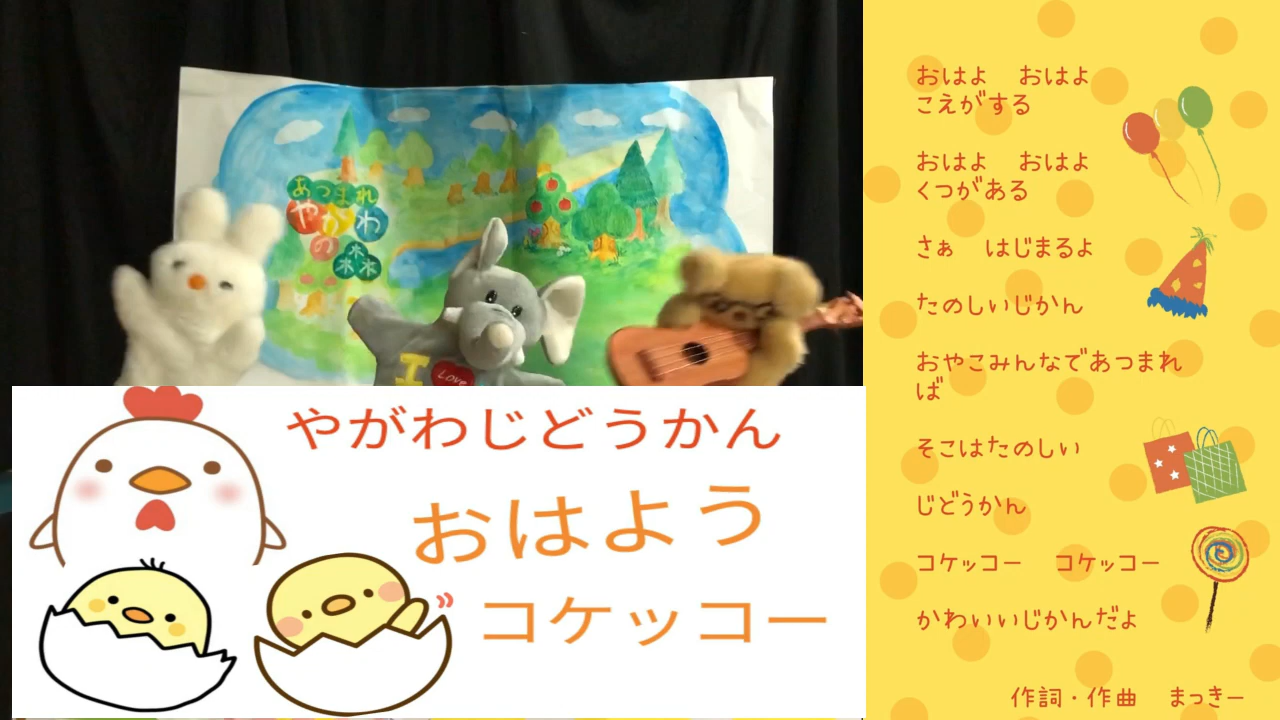 あつまれ
やがわ
の
森
I
Love
やがわじどうかん
おはよう
コケッコー
おはよ　おはよ
こえがする
おはよ　おはよ
くつがある
さぁ　はじまるよ
たのしいじかん
おやこみんなであつまれ
ば
そこはたのしい
じどうかん
コケッコー　コケッコー
かわいいじかんだよ
作詞・作曲　まっきー